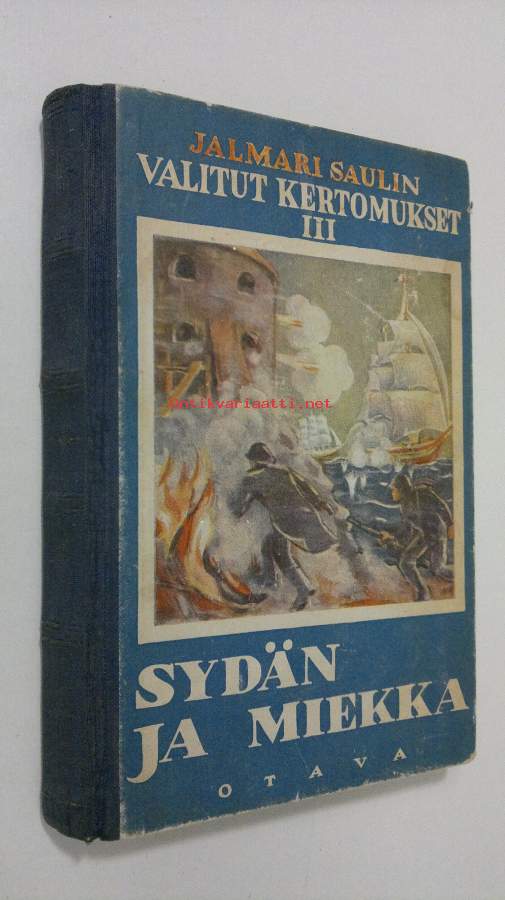 JALMARI SAULIN
VALITUT KERTOMUKSET
III
Antikvariaatti.net
SYDÄN
JA MIEKKA
OTAVA